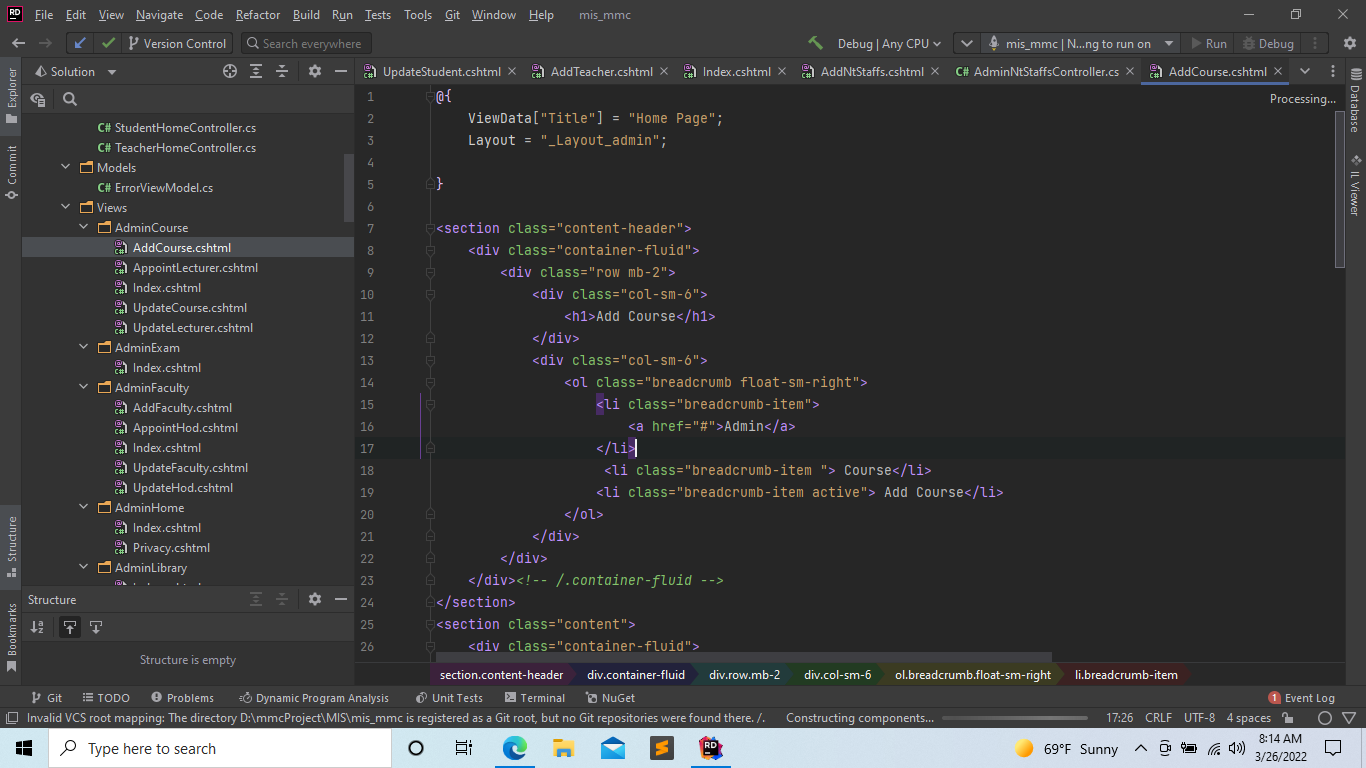 RD File Edit View Navigate Code Refactor Build Run Tests Tools Git Window Help mis_mmc
Version Control Search everywhere Debug | Any CPU mis_mmc | N...ng to run on Run Debug
Solution
UpdateStudent.cshtml AddTeacher.cshtml Index.cshtml AddNtStaffs.cshtml C# AdminNtStaffsController.cs AddCourse.cshtml
Explorer
Commit
Structure
Bookmarks
C# StudentHomeController.cs
C# TeacherHomeController.cs
Models
C# ErrorViewModel.cs
Views
AdminCourse
AddCourse.cshtml
AppointLecturer.cshtml
Index.cshtml
UpdateCourse.cshtml
UpdateLecturer.cshtml
AdminExam
Index.cshtml
AdminFaculty
AddFaculty.cshtml
AppointHod.cshtml
Index.cshtml
UpdateFaculty.cshtml
UpdateHod.cshtml
AdminHome
Index.cshtml
Privacy.cshtml
AdminLibrary
Structure
Structure is empty
Processing...
1 @{
2 ViewData["Title"] = "Home Page";
3 Layout = "_Layout_admin";
4
5 }
6
7 <section class="content-header">
8 <div class="container-fluid">
9 <div class="row mb-2">
10 <div class="col-sm-6">
11 <h1>Add Course</h1>
12 </div>
13 <div class="col-sm-6">
14 <ol class="breadcrumb float-sm-right">
15 <li class="breadcrumb-item">
16 <a href="#">Admin</a>
17 </li>
18 <li class="breadcrumb-item "> Course</li>
19 <li class="breadcrumb-item active"> Add Course</li>
20 </ol>
21 </div>
22 </div>
23 </div><!-- /.container-fluid -->
24 </section>
25 <section class="content">
26 <div class="container-fluid">
Database
IL Viewer
section.content-header div.container-fluid div.row.mb-2 div.col-sm-6 ol.breadcrumb.float-sm-right li.breadcrumb-item
Git TODO Problems Dynamic Program Analysis Unit Tests Terminal NuGet 1 Event Log
Invalid VCS root mapping: The directory D:\mmcProject\MIS\mis_mmc is registered as a Git root, but no Git repositories were found there. /. Constructing components... 17:26 CRLF UTF-8 4 spaces
Type here to search RD 69°F Sunny 8:14 AM
3/26/2022